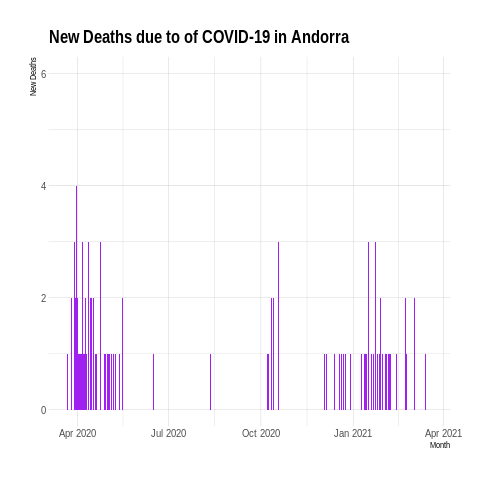 New Deaths due to of COVID-19 in Andorra
New Deaths
6
4
2
0
Apr 2020 Jul 2020 Oct 2020 Jan 2021 Apr 2021
Month